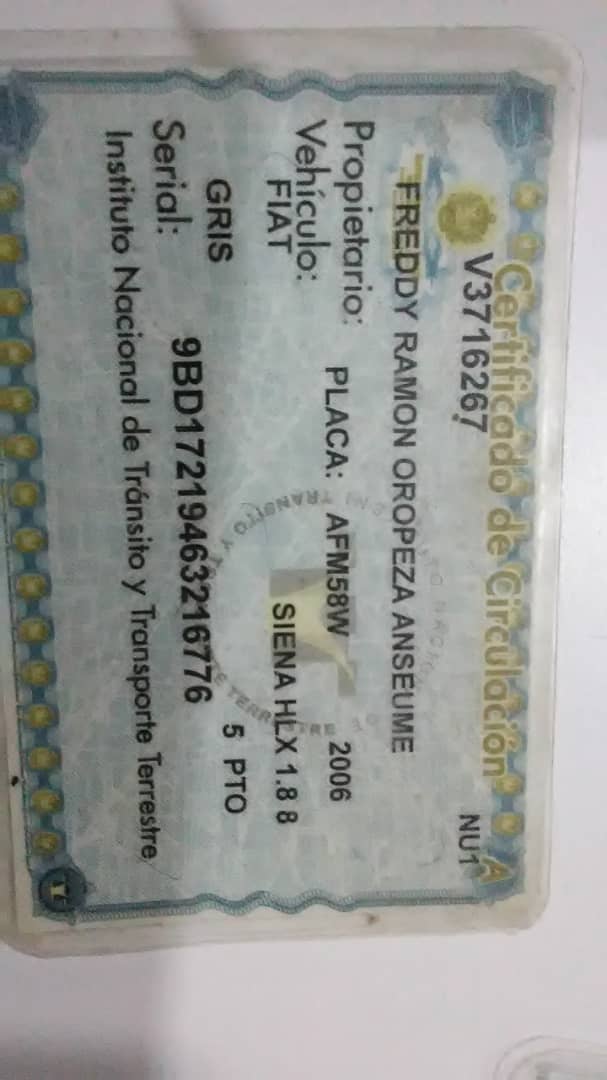 Certificado de Circulación A
V3716267 NU1
FREDDY RAMON OROPEZA ANSEUME
Propietario: PLACA: AFM58W 2006
Vehículo:
FIAT SIENA HLX 1.8 8
GRIS 5 PTO
Serial: 9BD17219463216776
Instituto Nacional de Tránsito y Transporte Terrestre